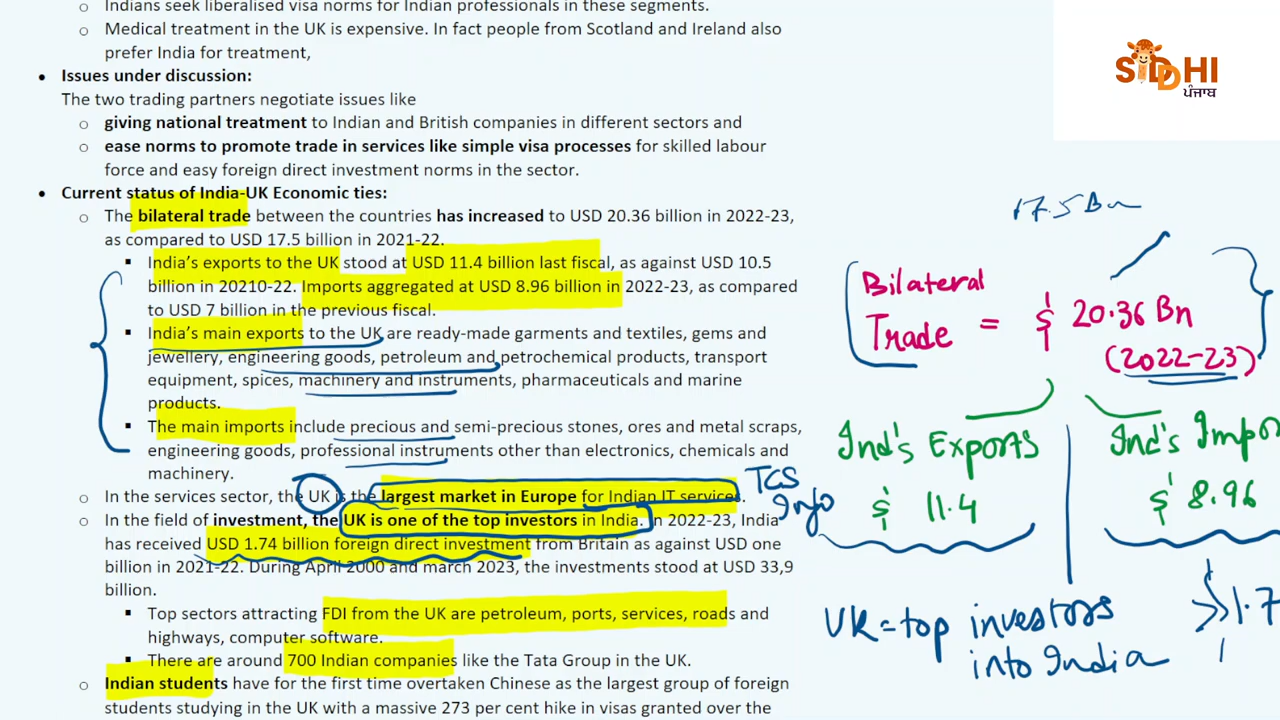 Indians seek liberalised visa norms for Indian professionals in these segments.
Medical treatment in the UK is expensive. In fact people from Scotland and Ireland also
prefer India for treatment,
Issues under discussion:
The two trading partners negotiate issues like
giving national treatment to Indian and British companies in different sectors and
ease norms to promote trade in services like simple visa processes for skilled labour
force and easy foreign direct investment norms in the sector.
Current status of India-UK Economic ties:
The bilateral trade between the countries has increased to USD 20.36 billion in 2022-23,
as compared to USD 17.5 billion in 2021-22.
India's exports to the UK stood at USD 11.4 billion last fiscal, as against USD 10.5
billion in 20210-22. Imports aggregated at USD 8.96 billion in 2022-23, as compared
to USD 7 billion in the previous fiscal.
India's main exports to the UK are ready-made garments and textiles, gems and
jewellery, engineering goods, petroleum and petrochemical products, transport
equipment, spices, machinery and instruments, pharmaceuticals and marine
products.
The main imports include precious and semi-precious stones, ores and metal scraps,
engineering goods, professional instruments other than electronics, chemicals and
machinery.
In the services sector, the UK is the largest market in Europe for Indian IT services.
In the field of investment, the UK is one of the top investors in India. In 2022-23, India
has received USD 1.74 billion foreign direct investment from Britain as against USD one
billion in 2021-22. During April 2000 and march 2023, the investments stood at USD 33,9
billion.
Top sectors attracting FDI from the UK are petroleum, ports, services, roads and
highways, computer software.
There are around 700 Indian companies like the Tata Group in the UK.
Indian students have for the first time overtaken Chinese as the largest group of foreign
students studying in the UK with a massive 273 per cent hike in visas granted over the
SIDDHI
ਪੰਜਾਬ
17.5 Bn
Bilateral
Trade = $ 20.36 Bn
(2022-23)
Ind's Exports
$ 11.4
Ind's Impo
$ 8.96
TCS
Info
UK = top investors
into India
1.7